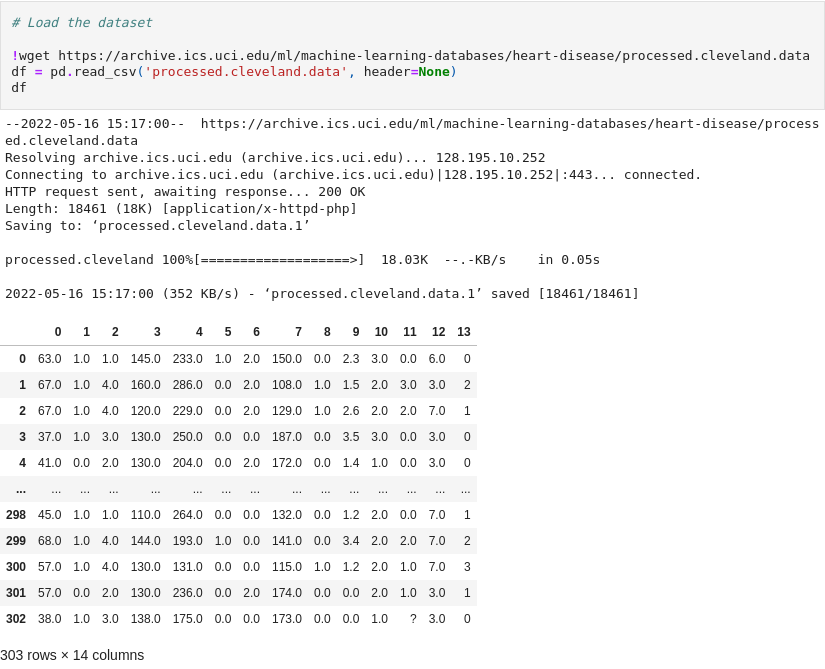 # Load the dataset
!wget https://archive.ics.uci.edu/ml/machine-learning-databases/heart-disease/processed.cleveland.data
df = pd.read_csv('processed.cleveland.data', header=None)
df
--2022-05-16 15:17:00--  https://archive.ics.uci.edu/ml/machine-learning-databases/heart-disease/process
ed.cleveland.data
Resolving archive.ics.uci.edu (archive.ics.uci.edu)... 128.195.10.252
Connecting to archive.ics.uci.edu (archive.ics.uci.edu)|128.195.10.252|:443... connected.
HTTP request sent, awaiting response... 200 OK
Length: 18461 (18K) [application/x-httpd-php]
Saving to: ‘processed.cleveland.data.1’
processed.cleveland 100%[===================>]  18.03K  --.-KB/s    in 0.05s
2022-05-16 15:17:00 (352 KB/s) - ‘processed.cleveland.data.1’ saved [18461/18461]
0 1 2 3 4 5 6 7 8 9 10 11 12 13
0 63.0 1.0 1.0 145.0 233.0 1.0 2.0 150.0 0.0 2.3 3.0 0.0 6.0 0
1 67.0 1.0 4.0 160.0 286.0 0.0 2.0 108.0 1.0 1.5 2.0 3.0 3.0 2
2 67.0 1.0 4.0 120.0 229.0 0.0 2.0 129.0 1.0 2.6 2.0 2.0 7.0 1
3 37.0 1.0 3.0 130.0 250.0 0.0 0.0 187.0 0.0 3.5 3.0 0.0 3.0 0
4 41.0 0.0 2.0 130.0 204.0 0.0 2.0 172.0 0.0 1.4 1.0 0.0 3.0 0
... ... ... ... ... ... ... ... ... ... ... ... ... ... ...
298 45.0 1.0 1.0 110.0 264.0 0.0 0.0 132.0 0.0 1.2 2.0 0.0 7.0 1
299 68.0 1.0 4.0 144.0 193.0 1.0 0.0 141.0 0.0 3.4 2.0 2.0 7.0 2
300 57.0 1.0 4.0 130.0 131.0 0.0 0.0 115.0 1.0 1.2 2.0 1.0 7.0 3
301 57.0 0.0 2.0 130.0 236.0 0.0 2.0 174.0 0.0 0.0 2.0 1.0 3.0 1
302 38.0 1.0 3.0 138.0 175.0 0.0 0.0 173.0 0.0 0.0 1.0 ? 3.0 0
303 rows × 14 columns